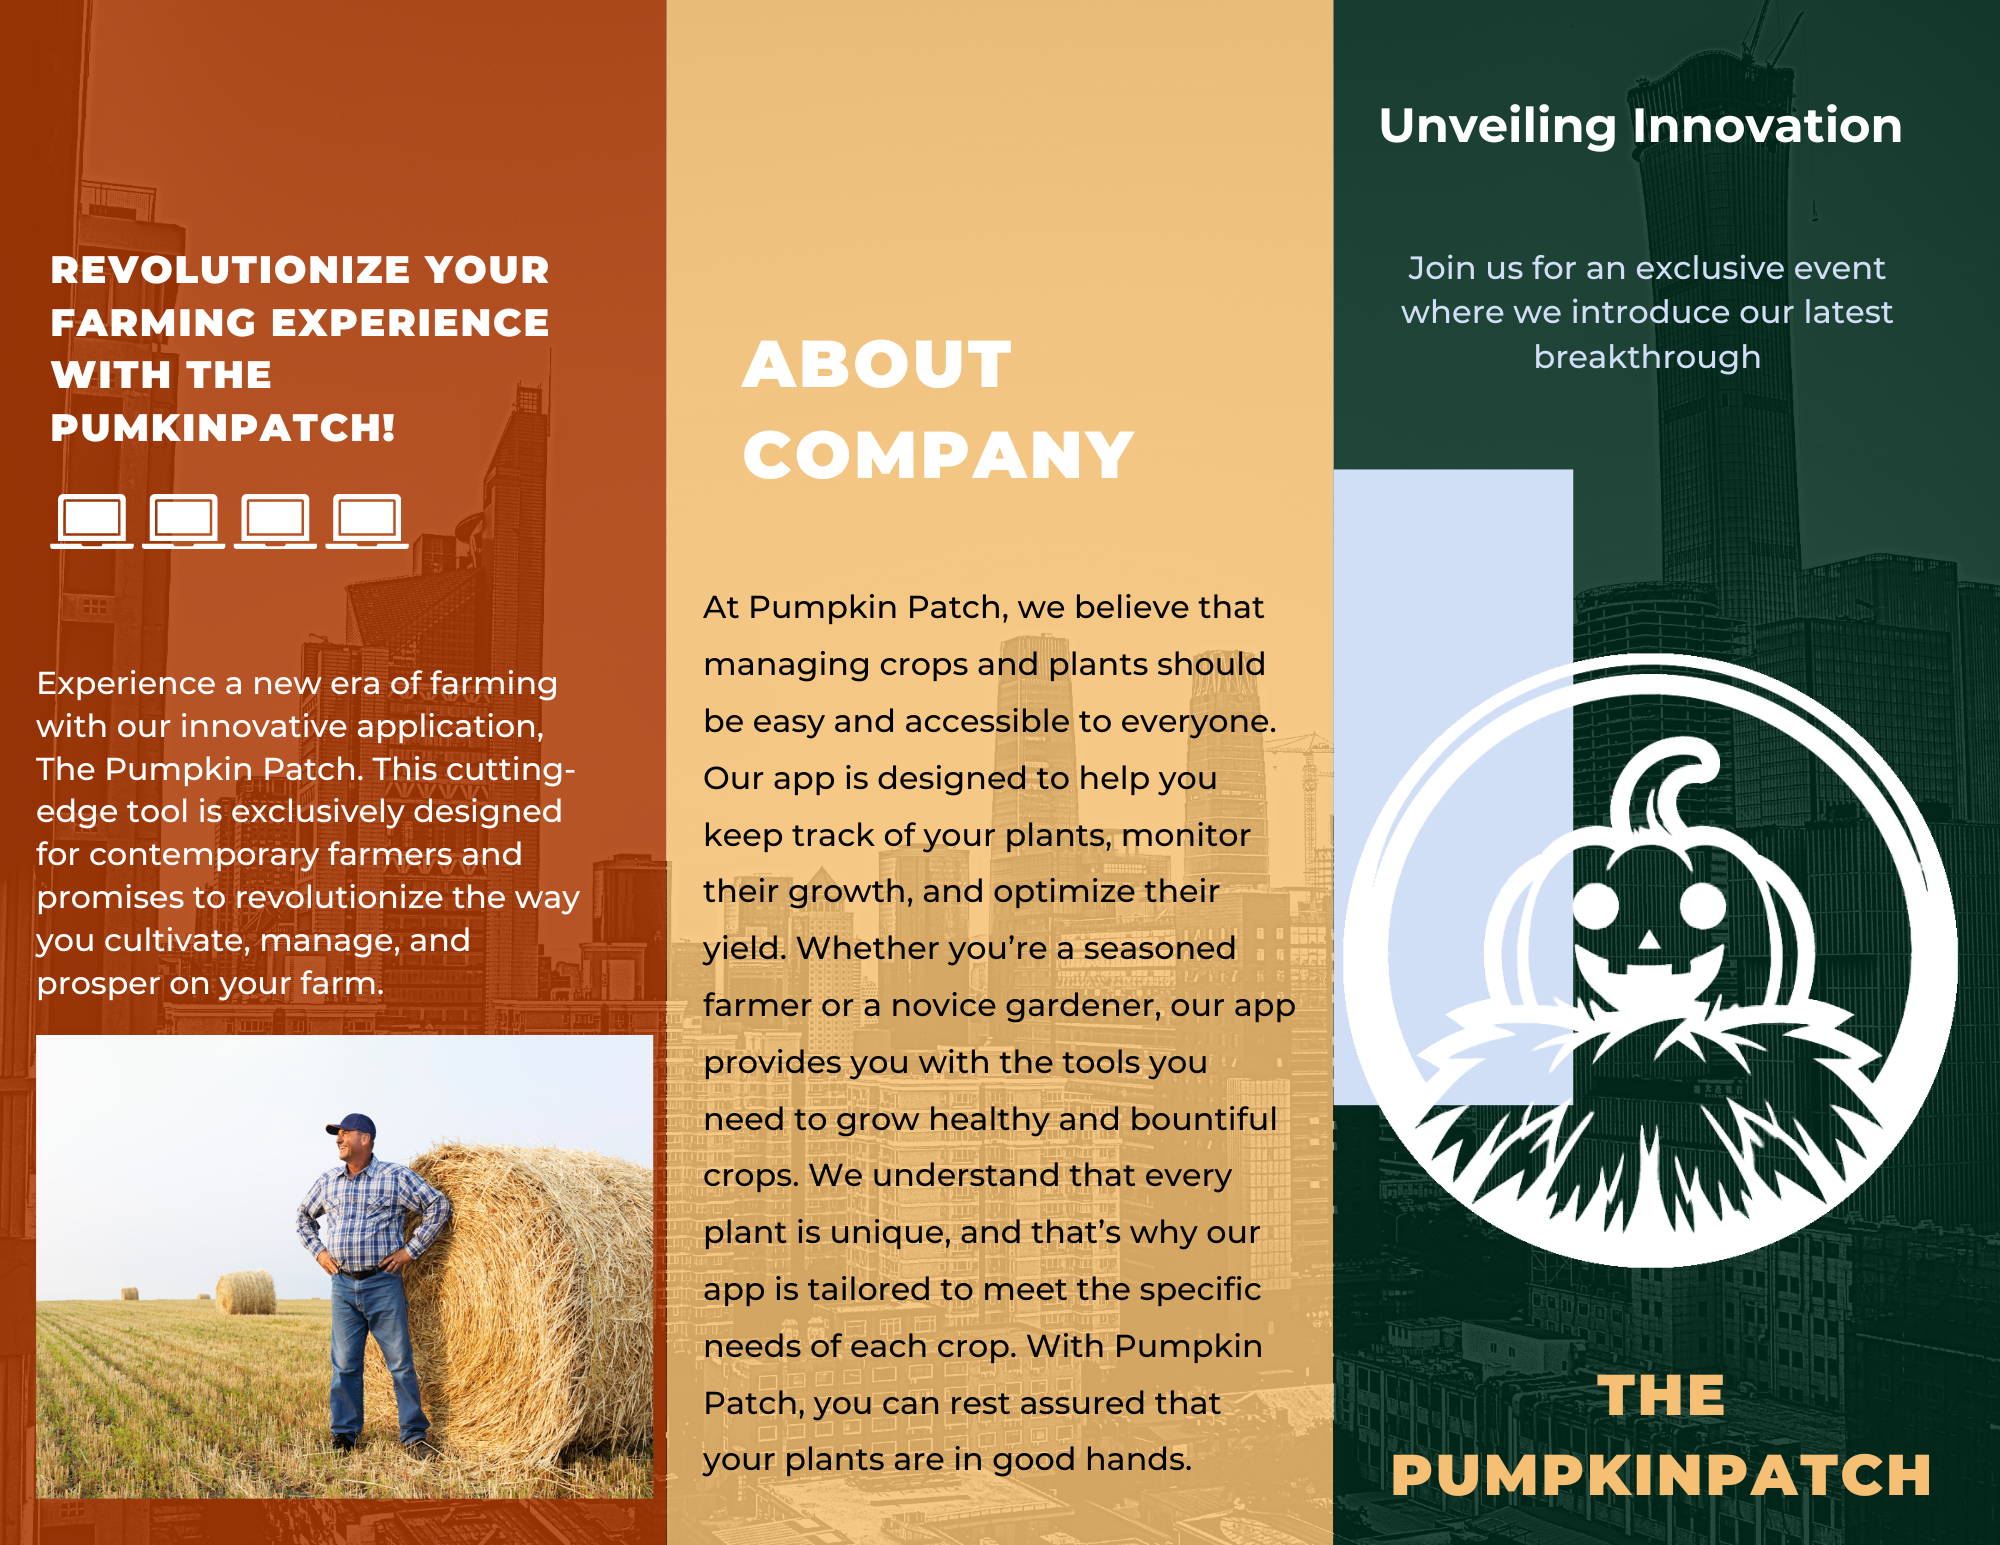 REVOLUTIONIZE YOUR
FARMING EXPERIENCE
WITH THE
PUMKINPATCH!
Experience a new era of farming
with our innovative application,
The Pumpkin Patch. This cutting-
edge tool is exclusively designed
for contemporary farmers and
promises to revolutionize the way
you cultivate, manage, and
prosper on your farm.
ABOUT
COMPANY
At Pumpkin Patch, we believe that
managing crops and plants should
be easy and accessible to everyone.
Our app is designed to help you
keep track of your plants, monitor
their growth, and optimize their
yield. Whether you’re a seasoned
farmer or a novice gardener, our app
provides you with the tools you
need to grow healthy and bountiful
crops. We understand that every
plant is unique, and that’s why our
app is tailored to meet the specific
needs of each crop. With Pumpkin
Patch, you can rest assured that
your plants are in good hands.
Unveiling Innovation
Join us for an exclusive event
where we introduce our latest
breakthrough
THE
PUMPKINPATCH